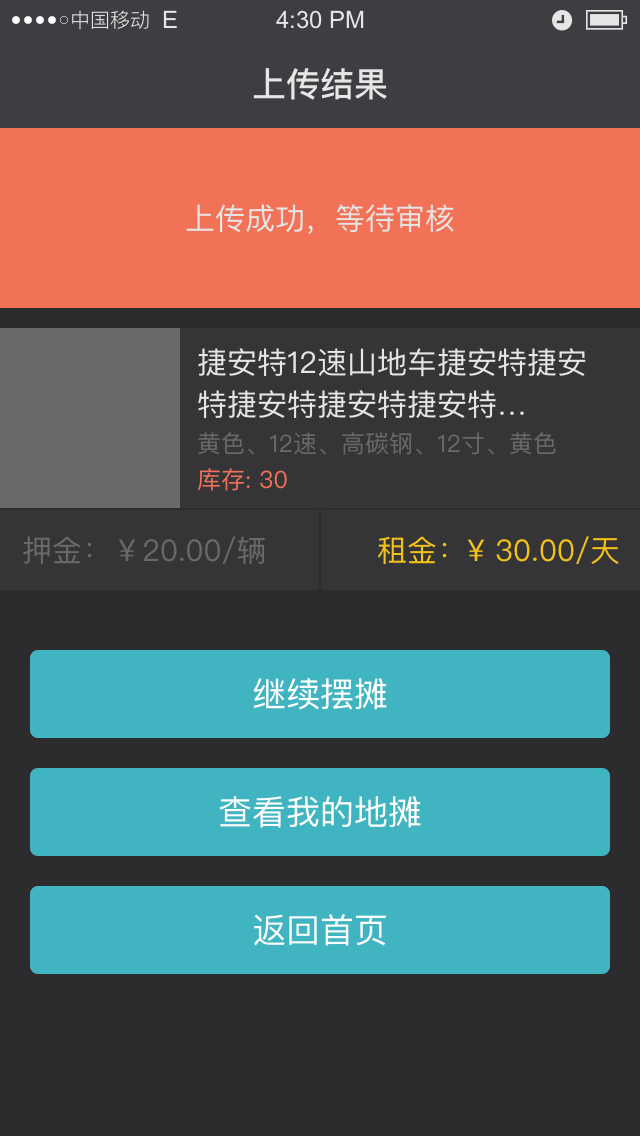 中国移动 E 4:30 PM
上传结果
上传成功，等待审核
捷安特12速山地车捷安特捷安
特捷安特捷安特捷安特...
黄色、12速、高碳钢、12寸、黄色
库存: 30
押金： ¥ 20.00/辆 租金： ¥ 30.00/天
继续摆摊
查看我的地摊
返回首页